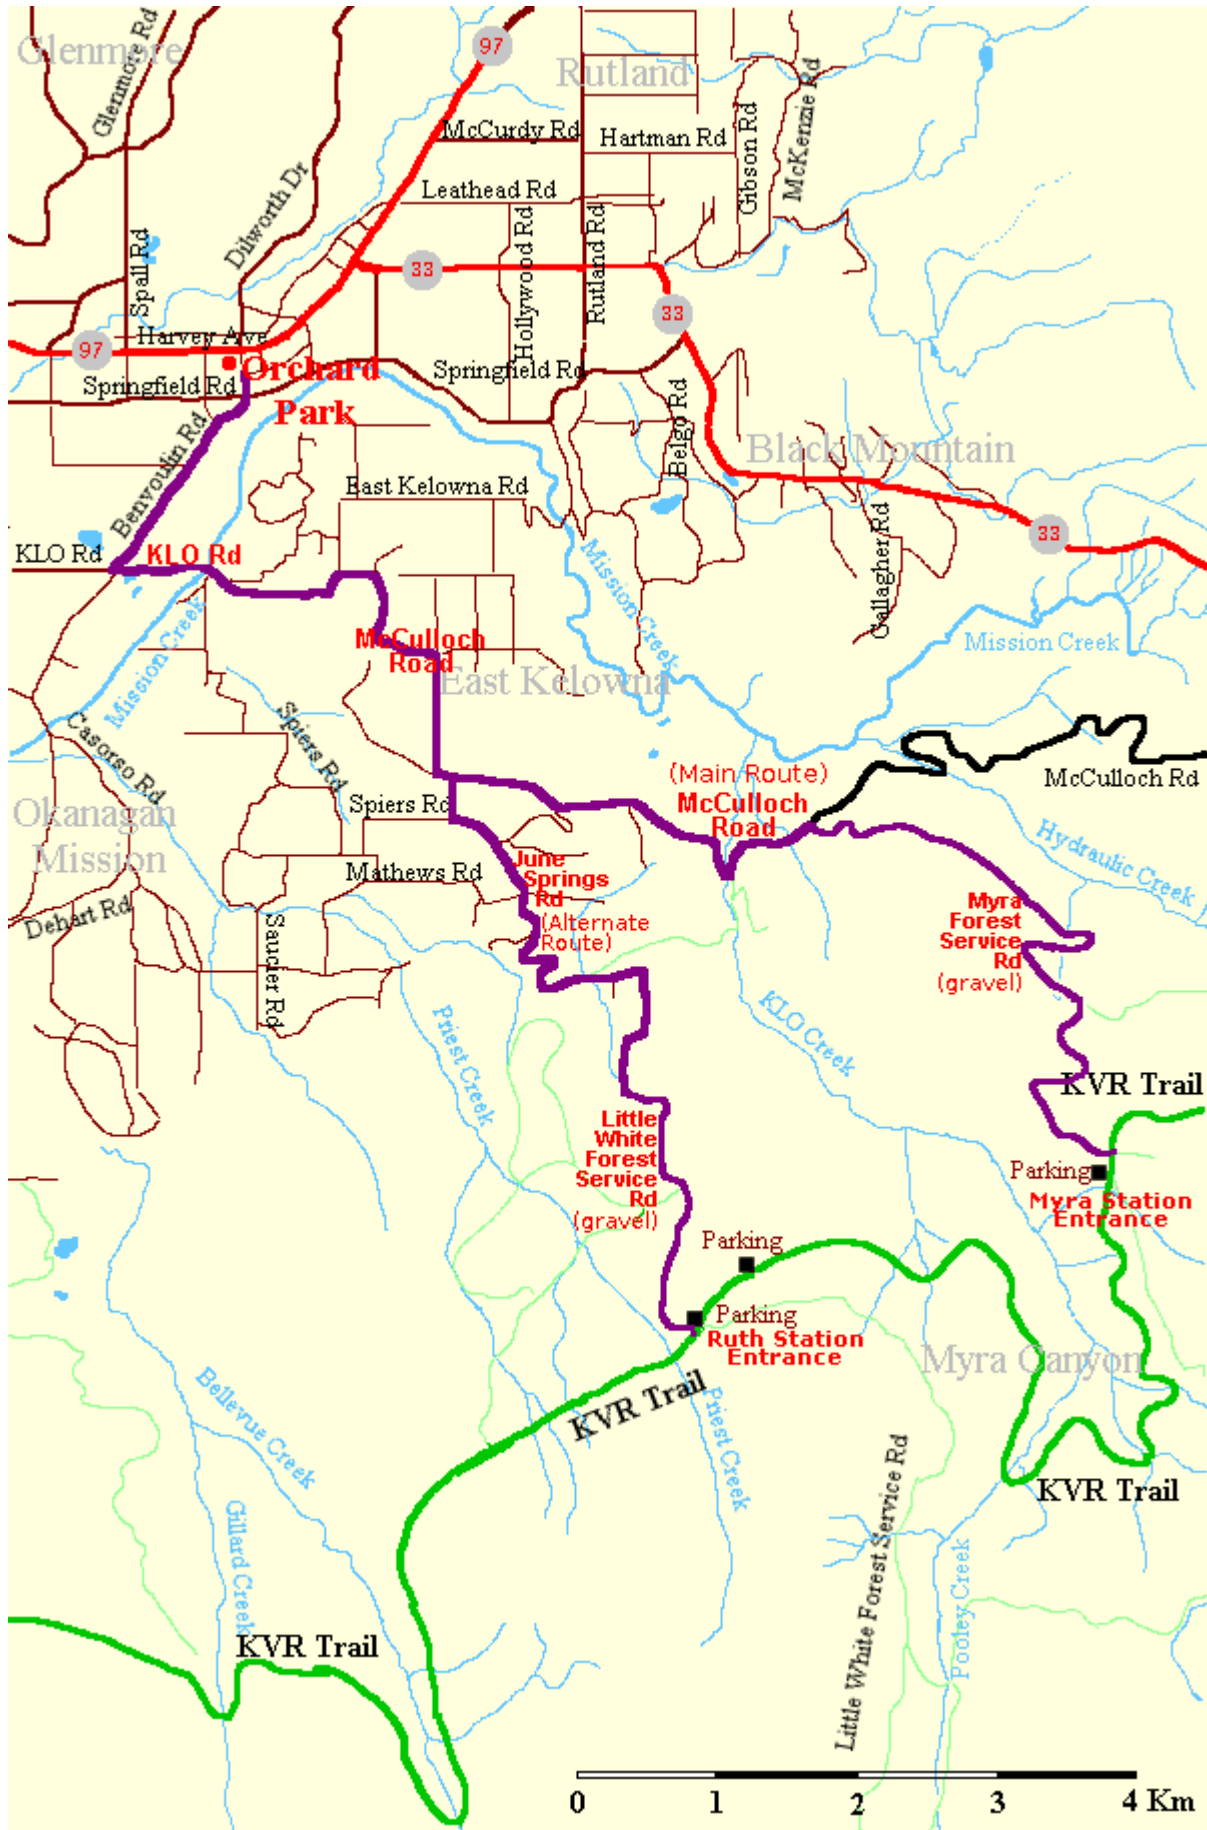 Glenmore
Glenmore Rd
97
Rutland
McKenzie Rd
McCurdy Rd
Hartman Rd
Gibson Rd
Leathead Rd
Dilworth Dr
Spall Rd
Hollywood Rd
Rutland Rd
33
33
Harvey Ave
97
Orchard
Park
Springfield Rd
Springfield Rd
Benvoulin Rd
Belgo Rd
Black Mountain
East Kelowna Rd
Gallagher Rd
33
KLO Rd
KLO Rd
Mission Creek
Mission Creek
Mission Creek
McCulloch
Road
East Kelowna
Casorso Rd
Spiers Rd
Okanagan
Mission
Spiers Rd
(Main Route)
McCulloch
Road
McCulloch Rd
Hydraulic Creek
Mathews Rd
June
Springs
Rd
(Alternate
Route)
Dehart Rd
Saucier Rd
Myra
Forest
Service
Rd
(gravel)
Priest Creek
KLO Creek
KVR Trail
Little
White
Forest
Service
Rd
(gravel)
Parking
Myra Station
Entrance
Parking
Parking
Ruth Station
Entrance
Myra Canyon
KVR Trail
Priest Creek
Bellevue Creek
KVR Trail
Gillard Creek
Little White Forest Service Rd
Pooley Creek
KVR Trail
0 1 2 3 4 Km